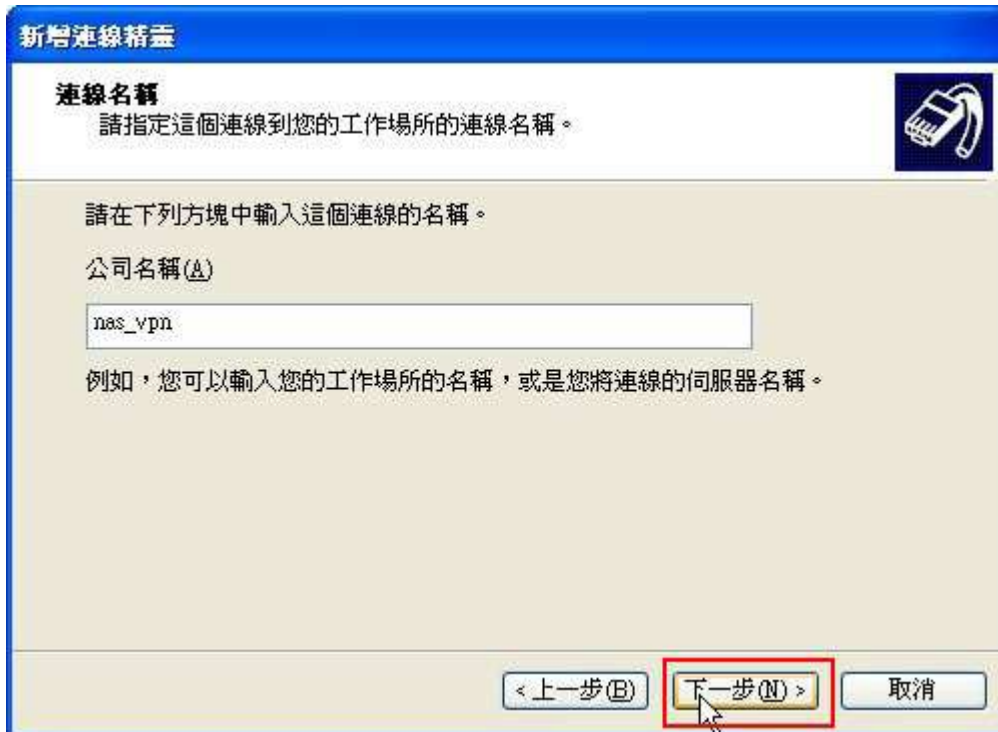 新增連線精靈
連線名稱
請指定這個連線到您的工作場所的連線名稱。
請在下列方塊中輸入這個連線的名稱。
公司名稱(A)
nas_vpn
例如，您可以輸入您的工作場所的名稱，或是您將連線的伺服器名稱。
<上一步(B) 下一步(N)> 取消